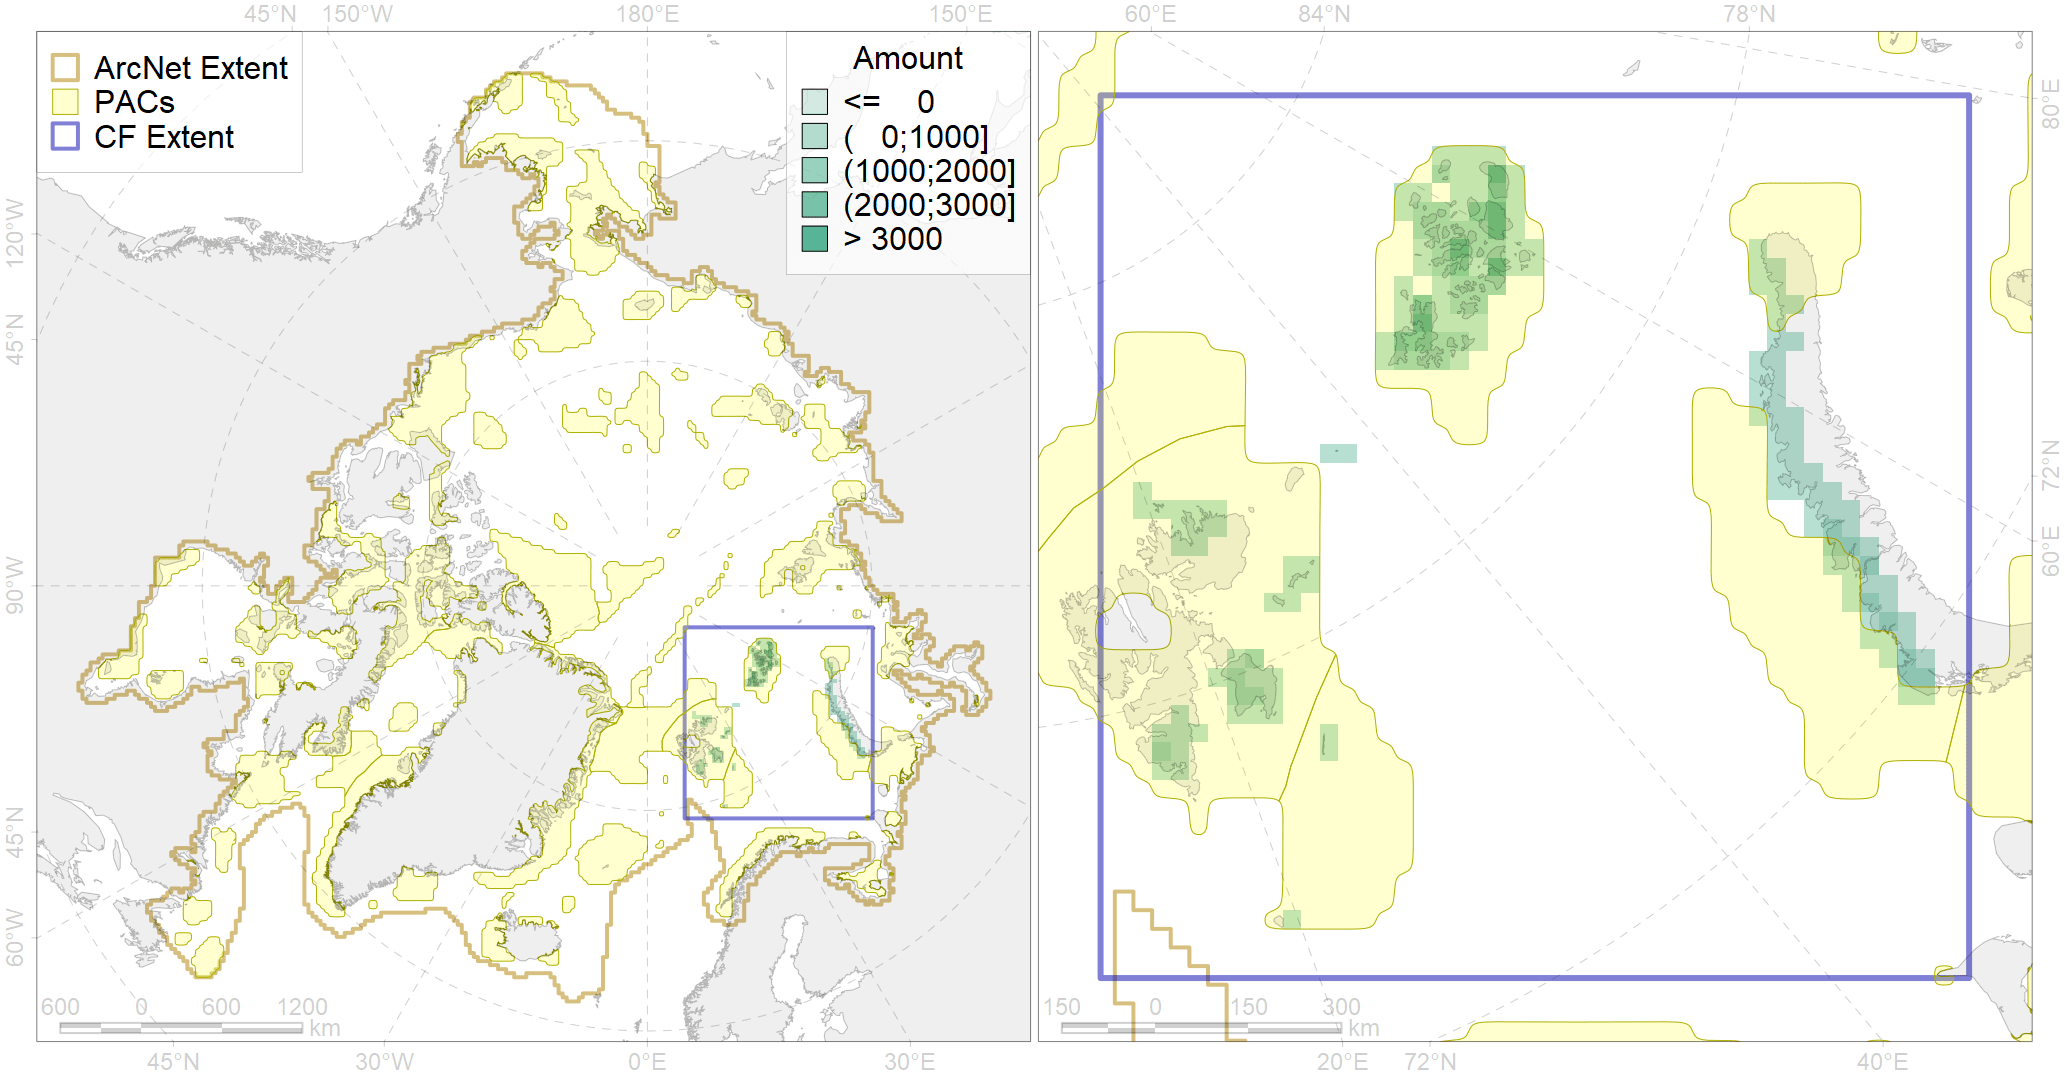 45°N 150°W 180°E 150°E 60°E 84°N 78°N
ArcNet Extent
PACs
CF Extent
Amount
<= 0
( 0;1000]
(1000;2000]
(2000;3000]
> 3000
120°W
45°N
90°W
45°N
60°W
80°E
72°N
60°E
600 0 600 1200
km
150 0 150 300
km
45°N 30°W 0°E 30°E 20°E 72°N 40°E